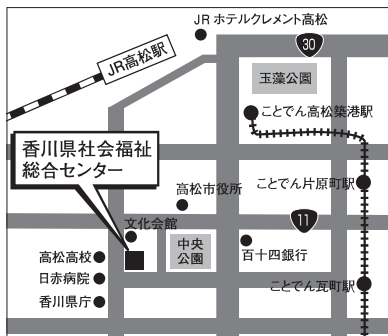 JRホテルクレメント高松
30
JR高松駅
玉藻公園
ことでん高松築港駅
香川県社会福祉
総合センター
ことでん片原町駅
高松市役所
11
文化会館
中央
公園
百十四銀行
高松高校
日赤病院
香川県庁
ことでん瓦町駅